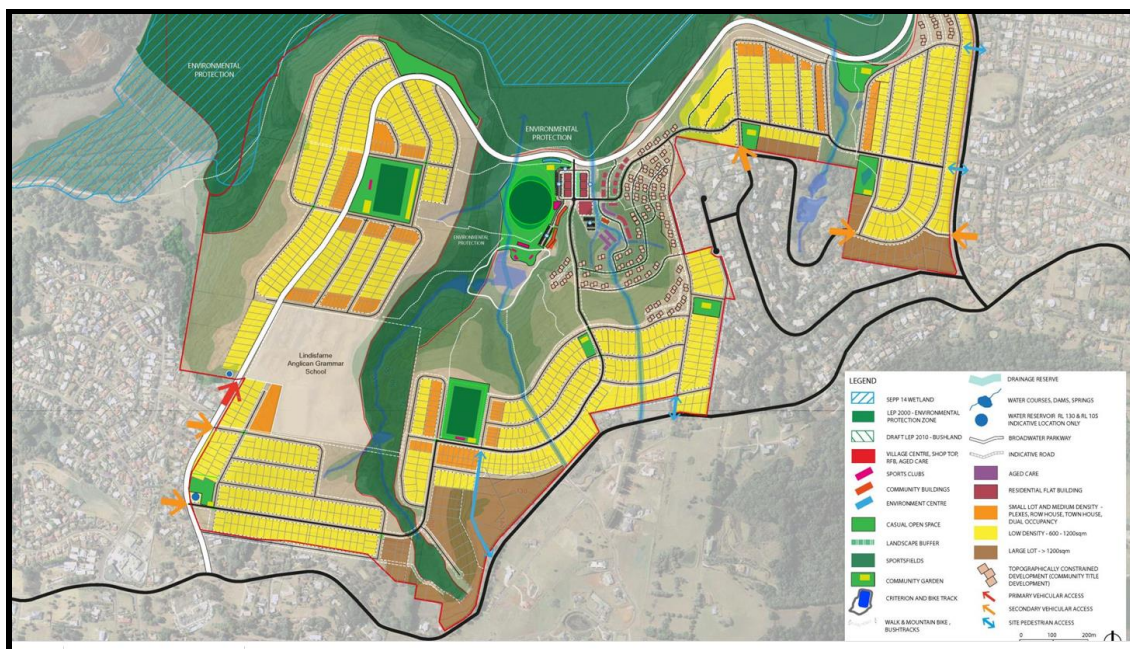 ENVIRONMENTAL
PROTECTION
ENVIRONMENTAL
PROTECTION
ENVIRONMENTAL
PROTECTION
Lindisfarne
Anglican Grammar
School
LEGEND
SEPP 14 WETLAND
LEP 2000 - ENVIRONMENTAL
PROTECTION ZONE
DRAFT LEP 2010 - BUSHLAND
VILLAGE CENTRE, SHOP TOP,
RFB, AGED CARE
SPORTS CLUBS
COMMUNITY BUILDINGS
ENVIRONMENT CENTRE
CASUAL OPEN SPACE
LANDSCAPE BUFFER
SPORTSFIELDS
COMMUNITY GARDEN
CRITERION AND BIKE TRACK
WALK & MOUNTAIN BIKE ,
BUSHTRACKS
DRAINAGE RESERVE
WATER COURSES, DAMS, SPRINGS
WATER RESERVOIR RL 130 & RL 105
INDICATIVE LOCATION ONLY
BROADWATER PARKWAY
INDICATIVE ROAD
AGED CARE
RESIDENTIAL FLAT BUILDING
SMALL LOT AND MEDIUM DENSITY -
PLEXES, ROW HOUSE, TOWN HOUSE,
DUAL OCCUPANCY
LOW DENSITY - 600 - 1200sqm
LARGE LOT - > 1200sqm
TOPOGRAPHICALLY CONSTRAINED
DEVELOPMENT (COMMUNITY TITLE
DEVELOPMENT)
PRIMARY VEHICULAR ACCESS
SECONDARY VEHICULAR ACCESS
SITE PEDESTRIAN ACCESS
0 100 200m